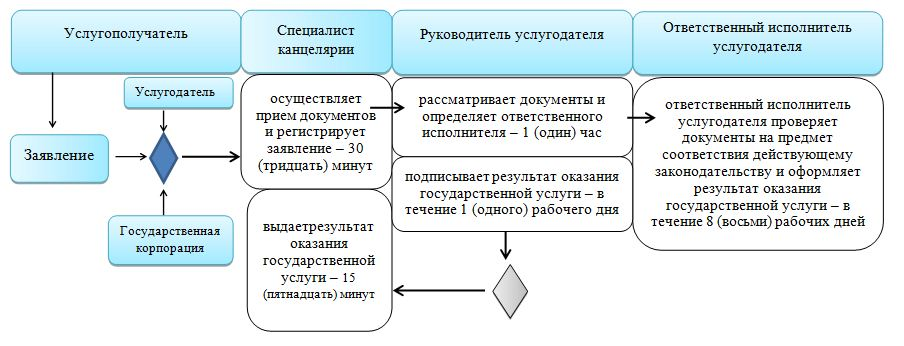 Услугополучатель
Специалист
канцелярии
Руководитель услугодателя
Ответственный исполнитель
услугодателя
Услугодатель
Заявление
Государственная
корпорация
осуществляет
прием документов
и регистрирует
заявление – 30
(тридцать) минут
рассматривает документы и
определяет ответственного
исполнителя – 1 (один) час
ответственный исполнитель
услугодателя проверяет
документы на предмет
соответствия действующему
законодательству и оформляет
результат оказания
государственной услуги – в
течение 8 (восьми) рабочих дней
подписывает результат оказания
государственной услуги – в
течение 1 (одного) рабочего дня
выдаетрезультат
оказания
государственной
услуги – 15
(пятнадцать) минут